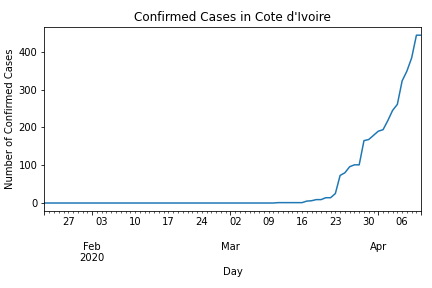 Confirmed Cases in Cote d'Ivoire
Number of Confirmed Cases
400
300
200
100
0
27 03 10 17 24 02 09 16 23 30 06
Feb Mar Apr
2020
Day